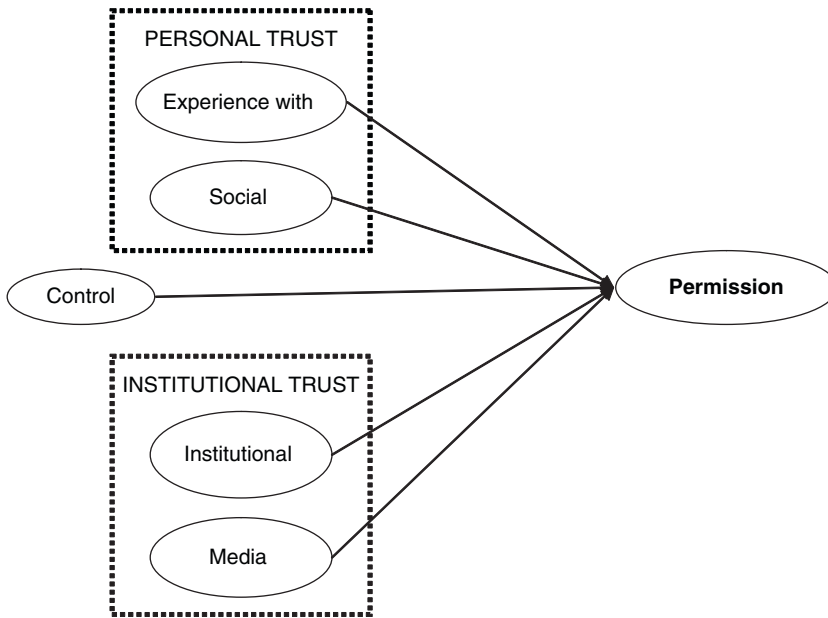 PERSONAL TRUST
Experience with
Social
Control
Permission
INSTITUTIONAL TRUST
Institutional
Media